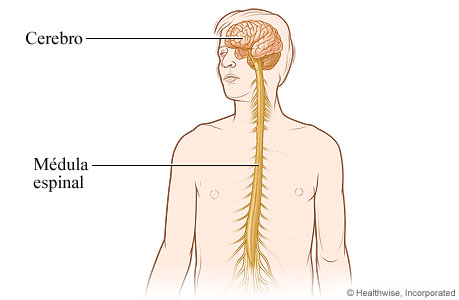 Cerebro
Médula
espinal
© Healthwise, Incorporated